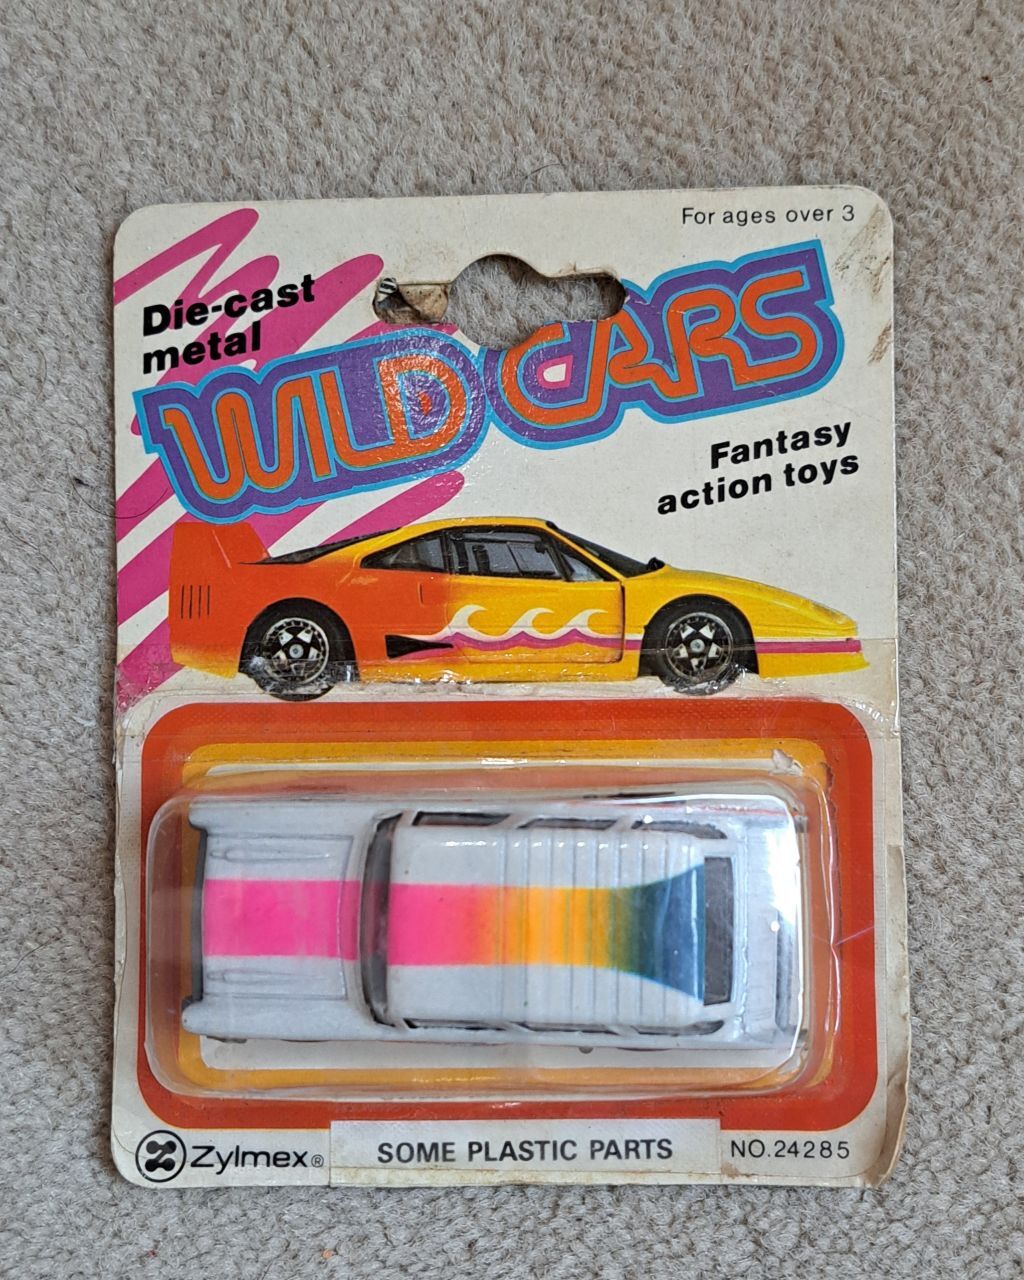 For ages over 3
Die-cast
metal
WILD CARS
Fantasy
action toys
Zylmex®
SOME PLASTIC PARTS
NO.24285